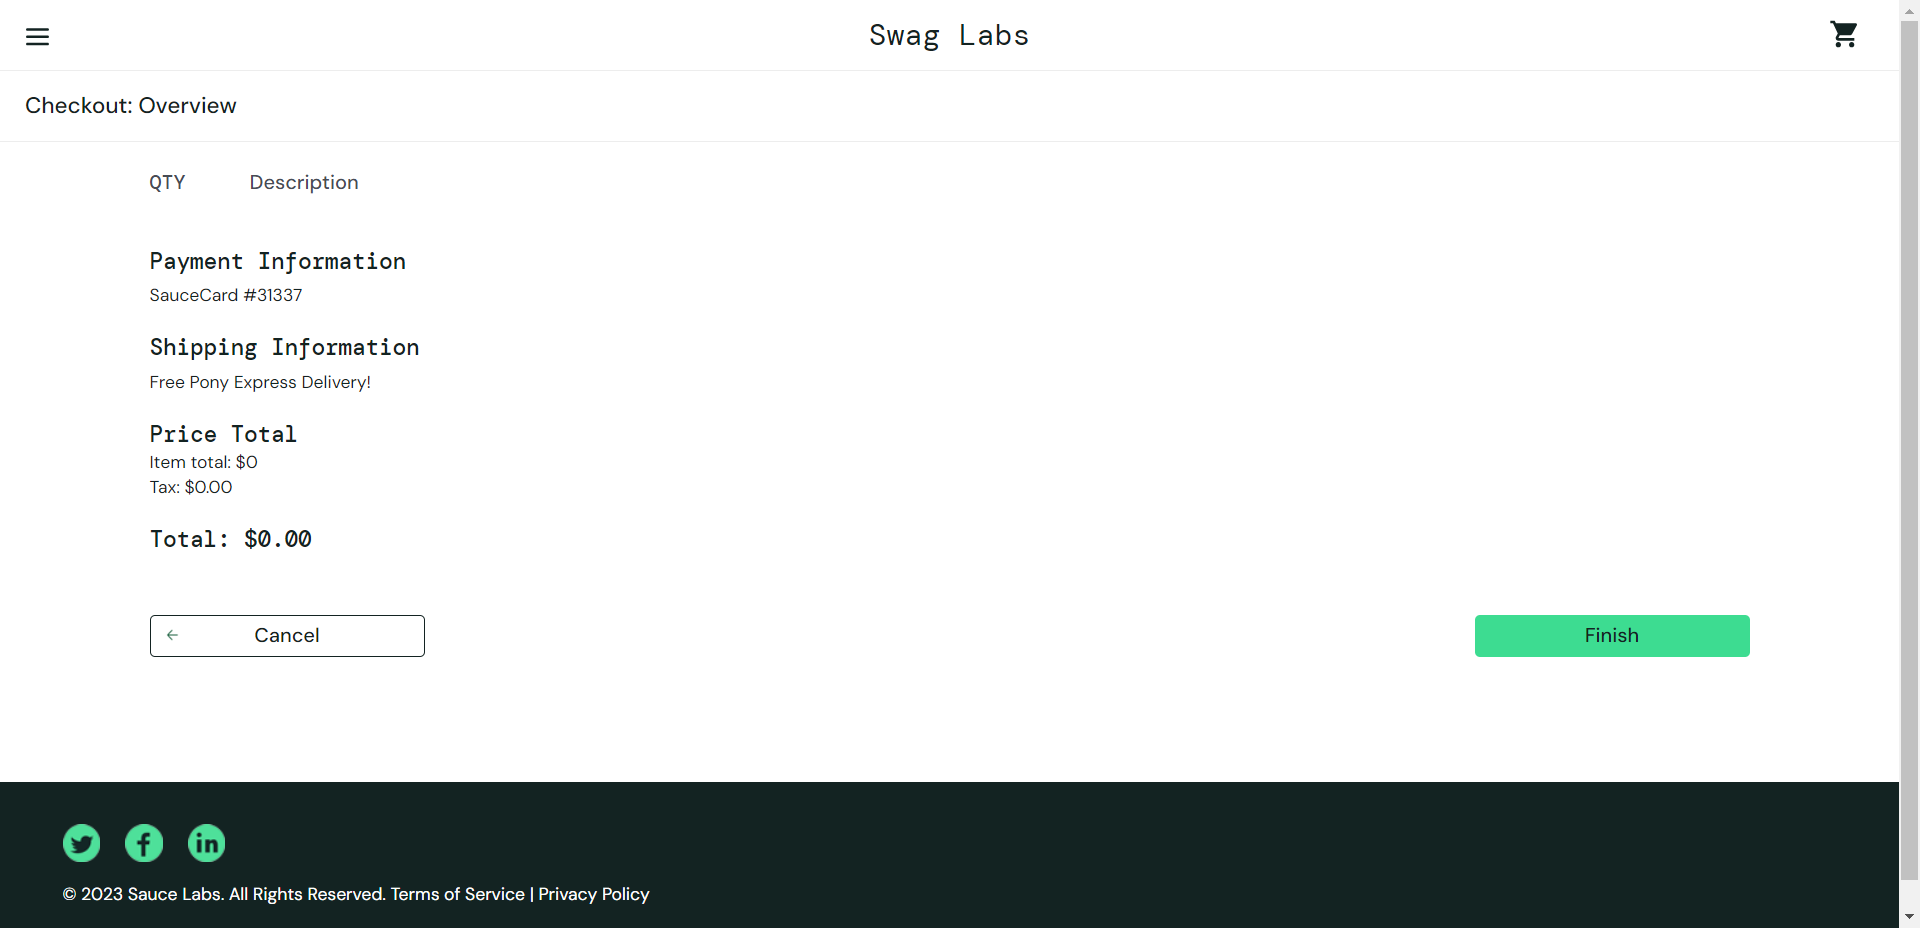 Swag Labs
Checkout: Overview
QTY Description
Payment Information
SauceCard #31337
Shipping Information
Free Pony Express Delivery!
Price Total
Item total: $0
Tax: $0.00
Total: $0.00
Cancel Finish
© 2023 Sauce Labs. All Rights Reserved. Terms of Service | Privacy Policy